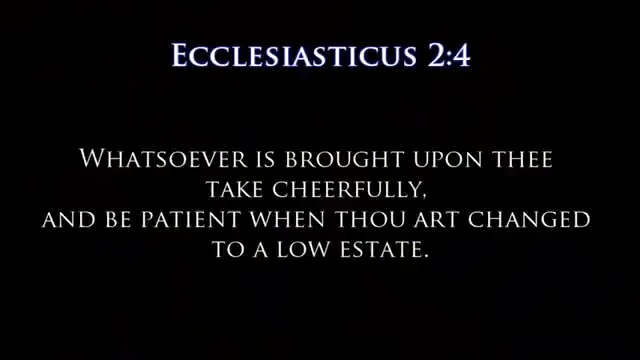 Ecclesiasticus 2:4
Whatsoever is brought upon thee
take cheerfully,
and be patient when thou art changed
to a low estate.